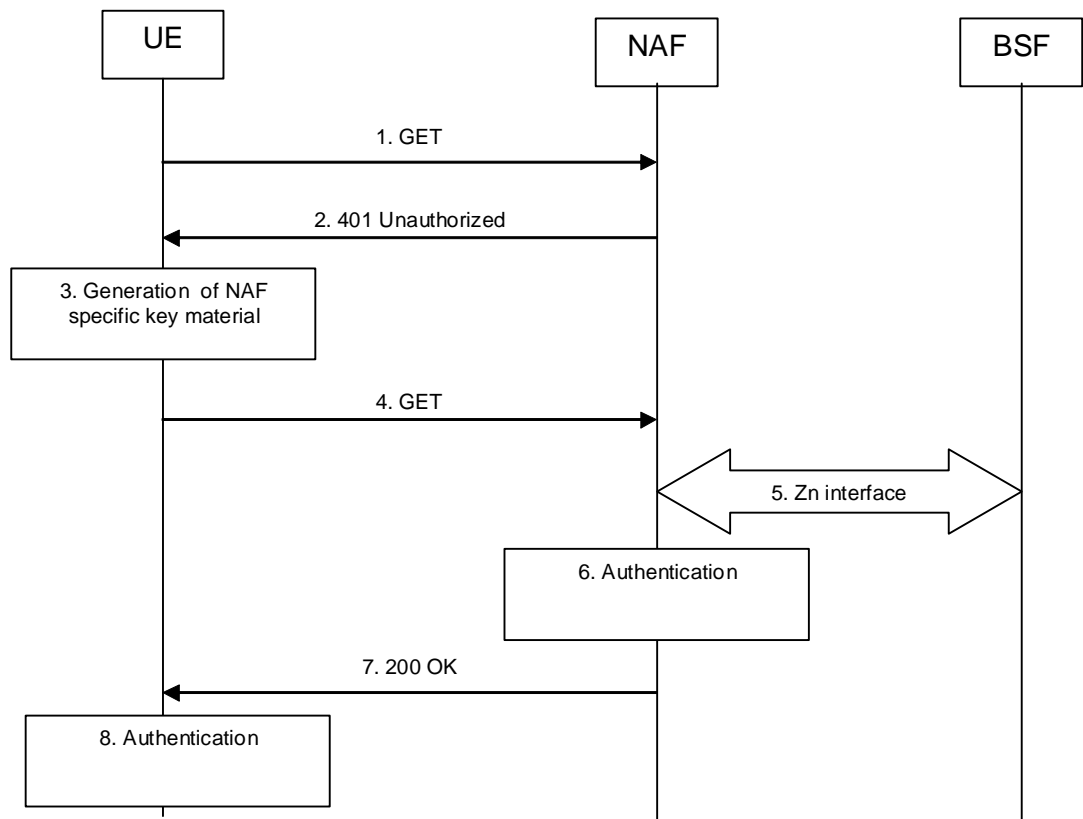 UE
NAF
BSF
1. GET
2. 401 Unauthorized
3. Generation of NAF
specific key material
4. GET
5. Zn interface
6. Authentication
7. 200 OK
8. Authentication